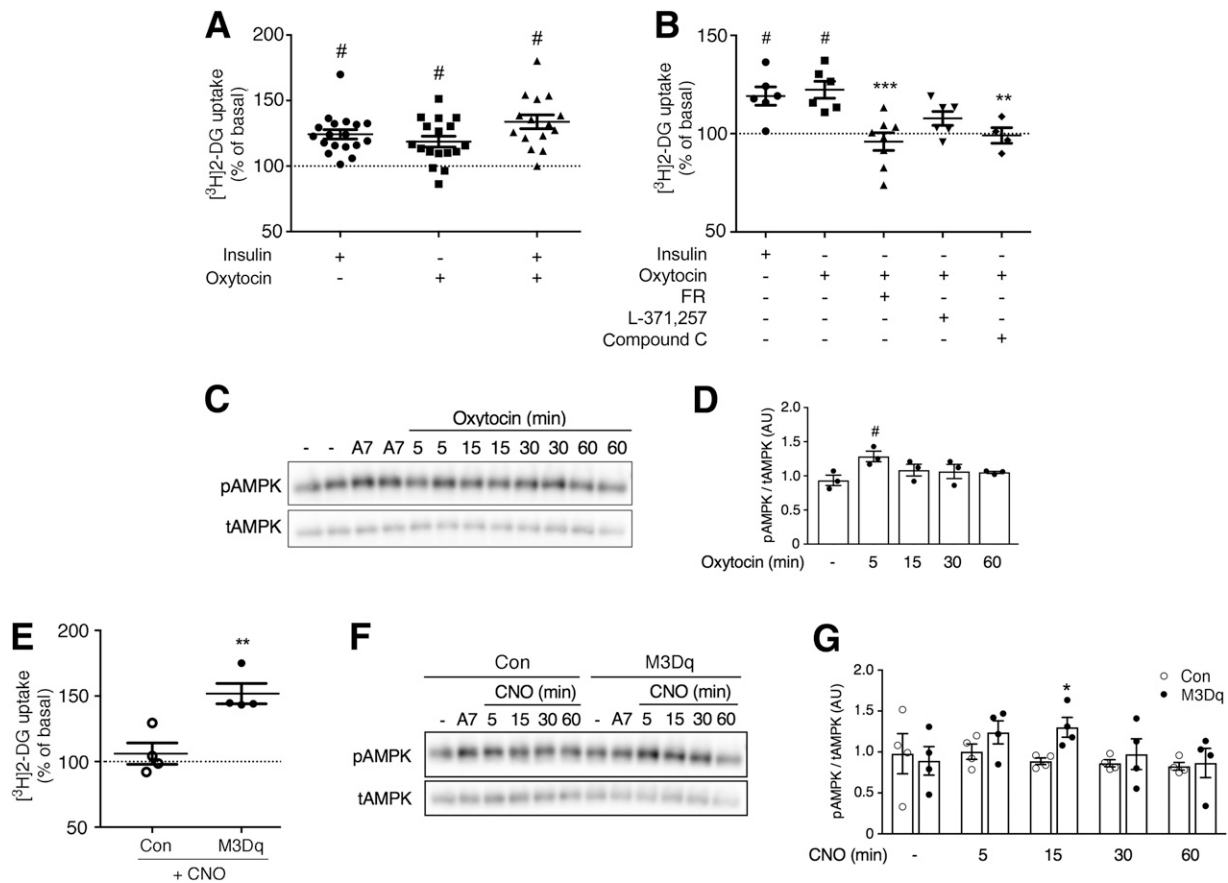 A
200
150
100
50
[³H]2-DG uptake
(% of basal)
# # #
Insulin + - +
Oxytocin - + +
B
150
100
50
[³H]2-DG uptake
(% of basal)
# # *** **
Insulin + - - - -
Oxytocin - + + + +
FR - - + - -
L-371,257 - - - + -
Compound C - - - - +
C
Oxytocin (min)
- - A7 A7 5 5 15 15 30 30 60 60
pAMPK
tAMPK
D
2.0
1.5
1.0
0.5
0
pAMPK / tAMPK (AU)
#
Oxytocin (min) - 5 15 30 60
E
200
150
100
50
[³H]2-DG uptake
(% of basal)
**
Con M3Dq
+ CNO
F
Con M3Dq
CNO (min) CNO (min)
- A7 5 15 30 60 - A7 5 15 30 60
pAMPK
tAMPK
G
2.0
1.5
1.0
0.5
0
pAMPK / tAMPK (AU)
Con
M3Dq
*
CNO (min) - 5 15 30 60